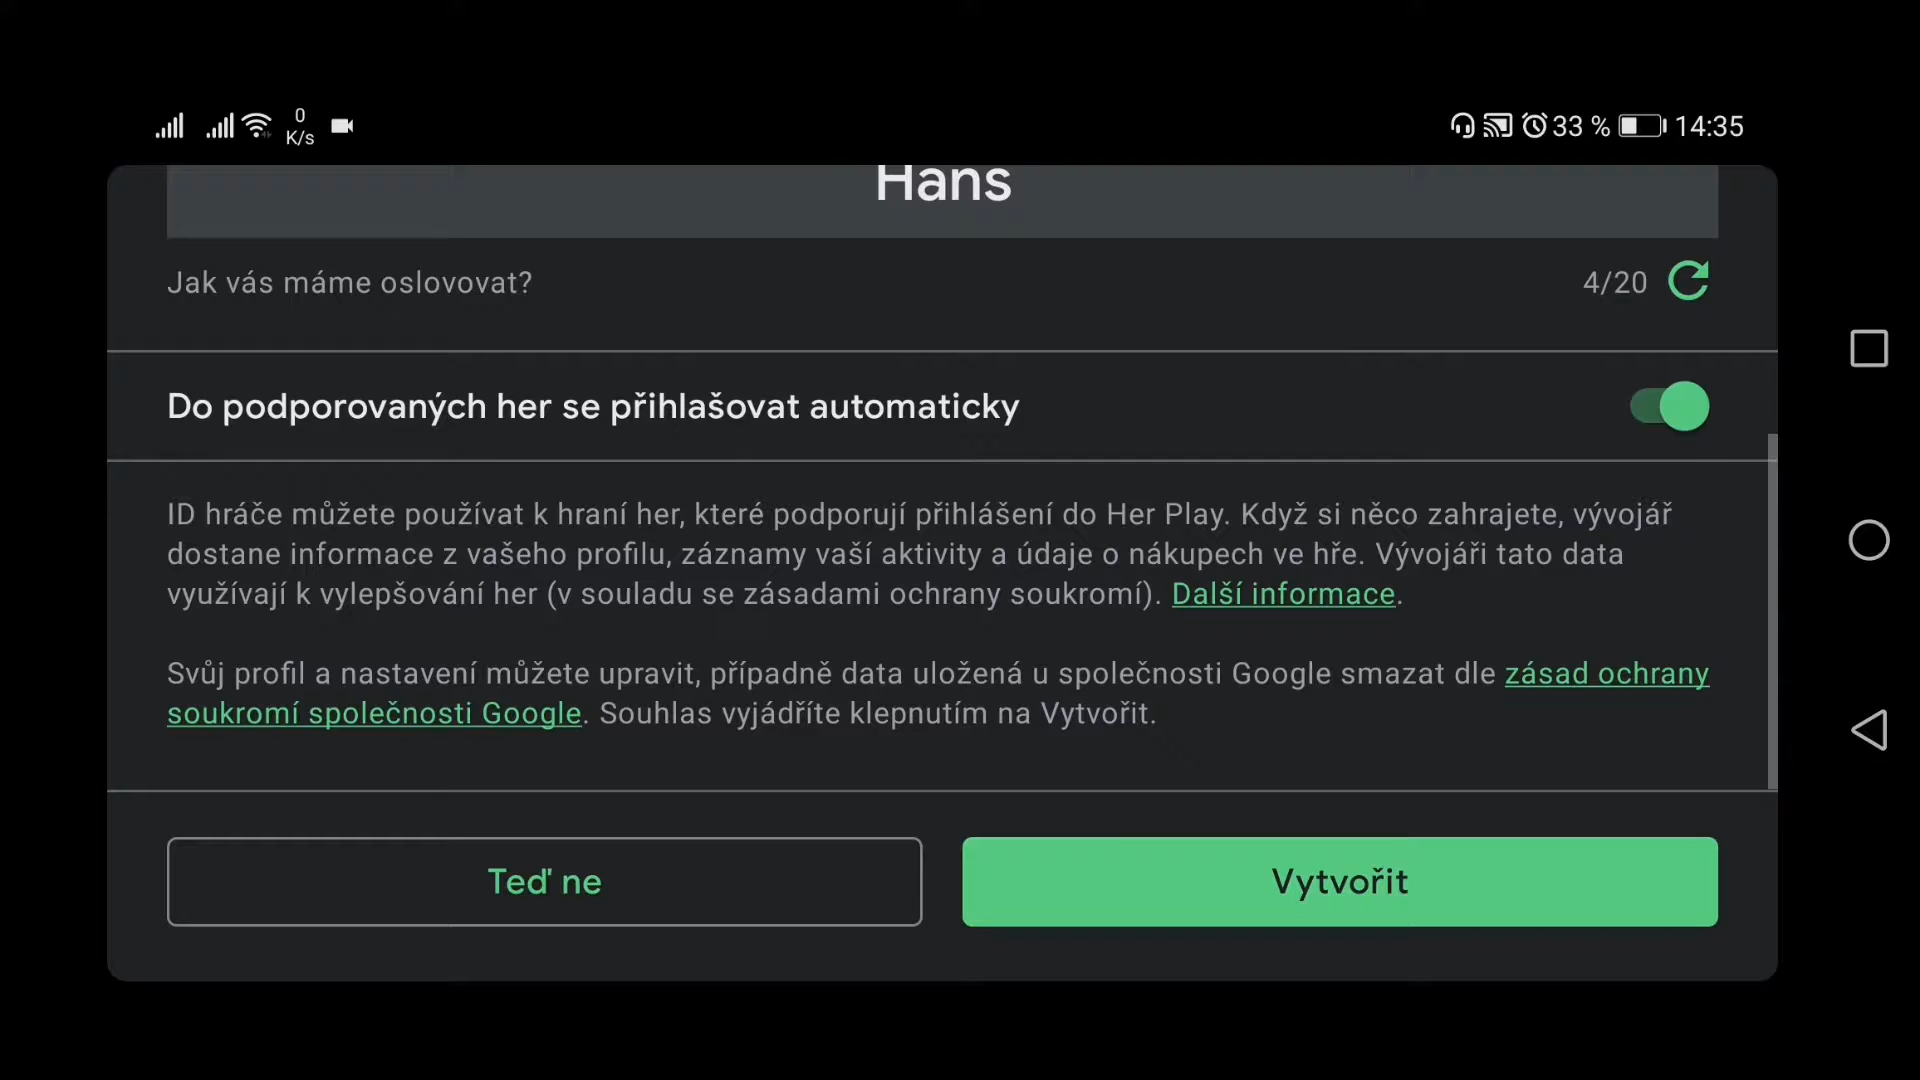 0
K/s
33 %
14:35
Hans
Jak vás máme oslovovat?
4/20
Do podporovaných her se přihlašovat automaticky
ID hráče můžete používat k hraní her, které podporují přihlášení do Her Play. Když si něco zahrajete, vývojář
dostane informace z vašeho profilu, záznamy vaší aktivity a údaje o nákupech ve hře. Vývojáři tato data
využívají k vylepšování her (v souladu se zásadami ochrany soukromí). Další informace.
Svůj profil a nastavení můžete upravit, případně data uložená u společnosti Google smazat dle zásad ochrany
soukromí společnosti Google. Souhlas vyjádříte klepnutím na Vytvořit.
Teď ne
Vytvořit